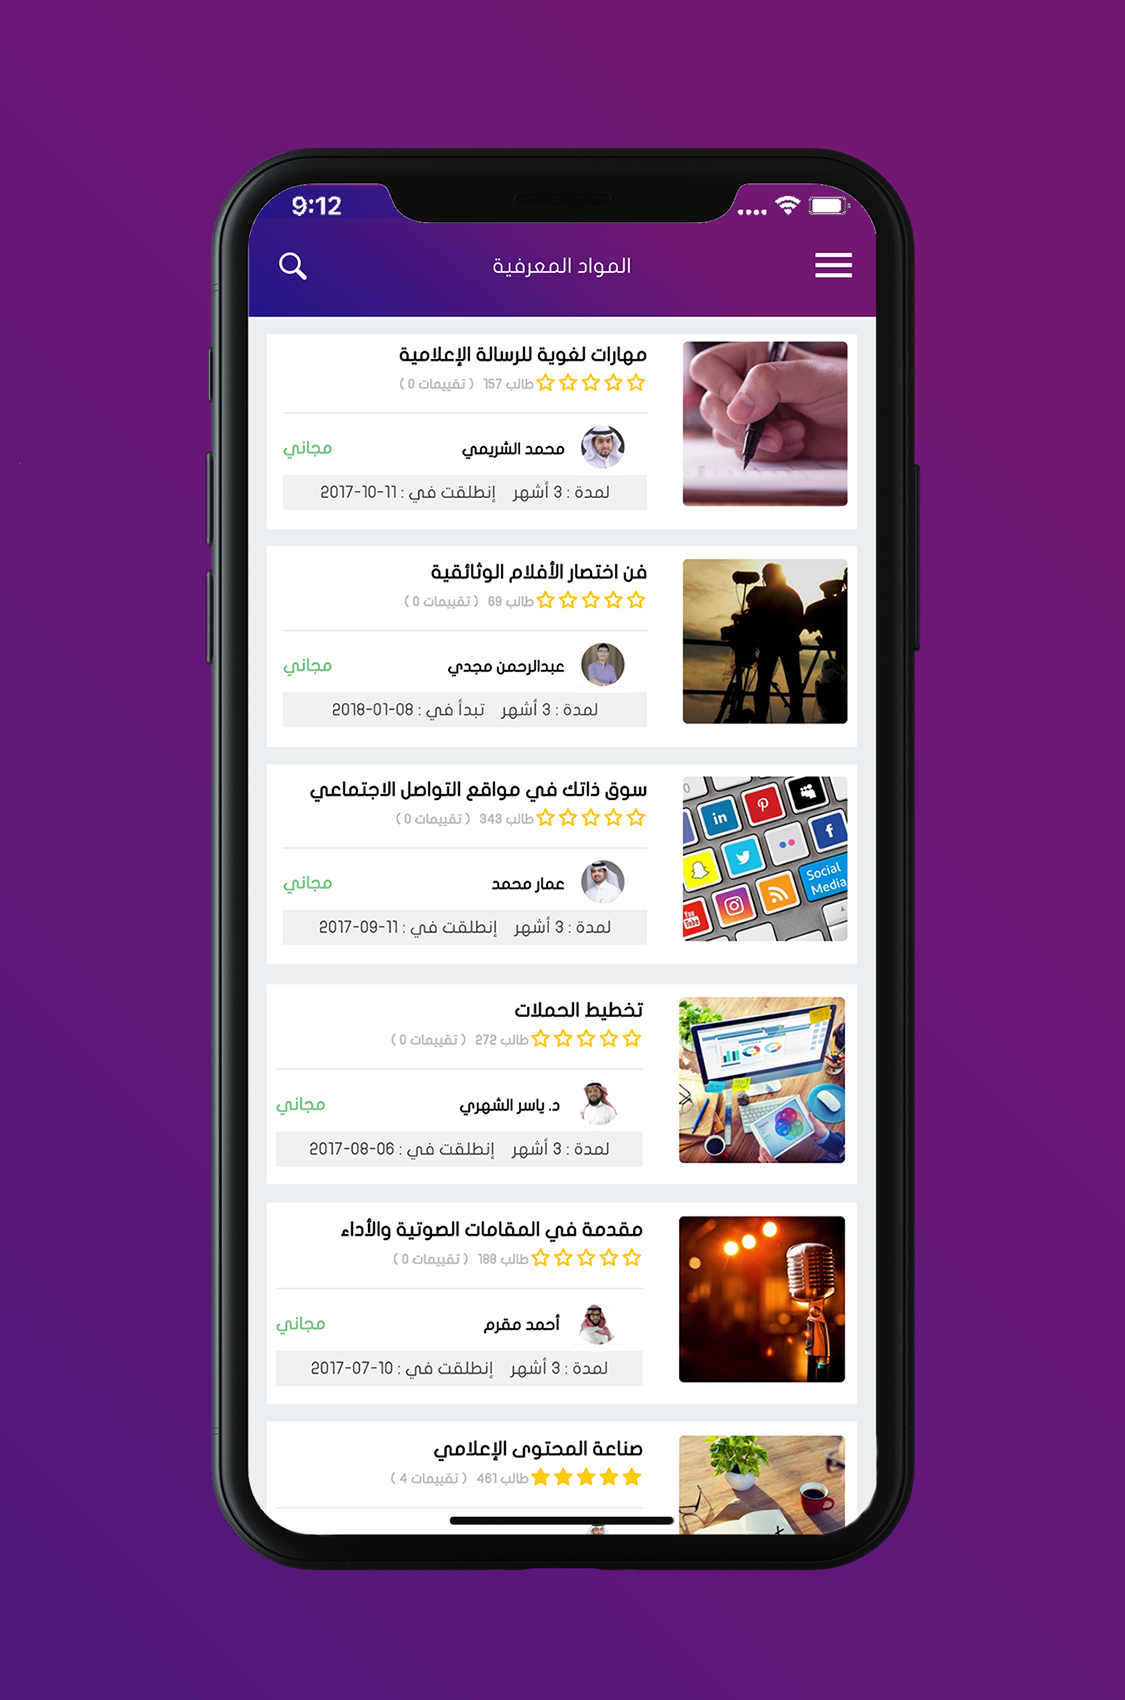 9:12
المواد المعرفية
مهارات لغوية للرسالة الإعلامية
157 طالب ( 0 تقييمات )
محمد الشريمي
مجاني
لمدة : 3 أشهر إنطلقت في : 11-10-2017
فن اختصار الأفلام الوثائقية
69 طالب ( 0 تقييمات )
عبدالرحمن مجدي
مجاني
لمدة : 3 أشهر تبدأ في : 08-01-2018
سوق ذاتك في مواقع التواصل الاجتماعي
343 طالب ( 0 تقييمات )
عمار محمد
مجاني
لمدة : 3 أشهر إنطلقت في : 11-09-2017
in
f
Social
Media
You
Tube
تخطيط الحملات
272 طالب ( 0 تقييمات )
د. ياسر الشهري
مجاني
لمدة : 3 أشهر إنطلقت في : 06-08-2017
مقدمة في المقامات الصوتية والأداء
188 طالب ( 0 تقييمات )
أحمد مقرم
مجاني
لمدة : 3 أشهر إنطلقت في : 10-07-2017
صناعة المحتوى الإعلامي
461 طالب ( 4 تقييمات )